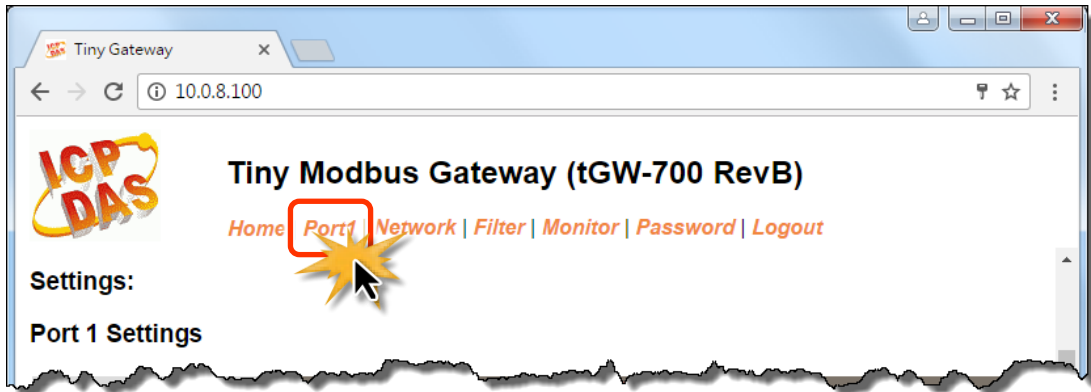 Tiny Gateway
10.0.8.100
ICP
DAS
Tiny Modbus Gateway (tGW-700 RevB)
Home | Port1 | Network | Filter | Monitor | Password | Logout
Settings:
Port 1 Settings